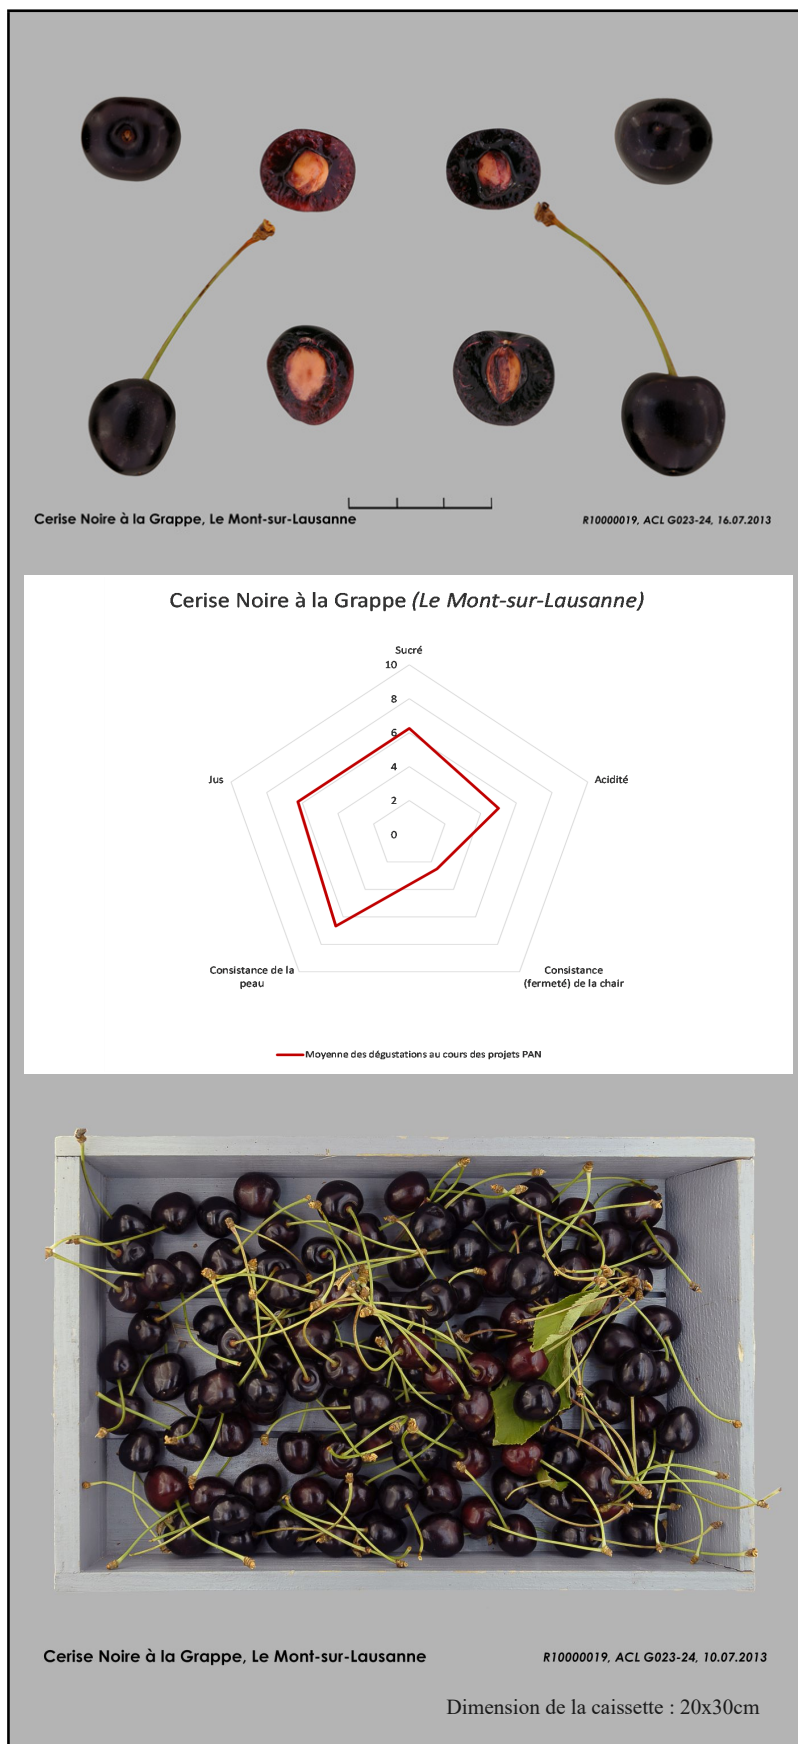 Cerise Noire à la Grappe, Le Mont-sur-Lausanne
R10000019, ACL G023-24, 16.07.2013
Cerise Noire à la Grappe (Le Mont-sur-Lausanne)
Sucré
10
8
6
4
2
0
Jus
Acidité
Consistance de la
peau
Consistance
(fermeté) de la chair
Moyenne des dégustations au cours des projets PAN
Cerise Noire à la Grappe, Le Mont-sur-Lausanne
R10000019, ACL G023-24, 10.07.2013
Dimension de la caissette : 20x30cm